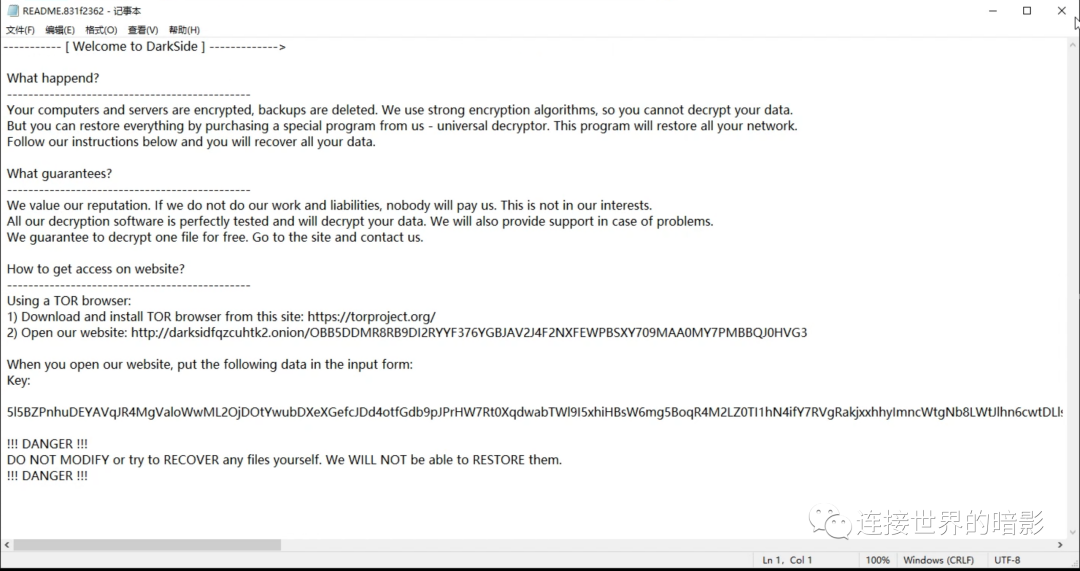 README.831f2362 - 记事本
文件(F) 编辑(E) 格式(O) 查看(V) 帮助(H)
----------- [ Welcome to DarkSide ] ------------->
What happend?
----------------------------------------------
Your computers and servers are encrypted, backups are deleted. We use strong encryption algorithms, so you cannot decrypt your data.
But you can restore everything by purchasing a special program from us - universal decryptor. This program will restore all your network.
Follow our instructions below and you will recover all your data.
What guarantees?
----------------------------------------------
We value our reputation. If we do not do our work and liabilities, nobody will pay us. This is not in our interests.
All our decryption software is perfectly tested and will decrypt your data. We will also provide support in case of problems.
We guarantee to decrypt one file for free. Go to the site and contact us.
How to get access on website?
----------------------------------------------
Using a TOR browser:
1) Download and install TOR browser from this site: https://torproject.org/
2) Open our website: http://darksidfqzcuhtk2.onion/OBB5DDMR8RB9DI2RYYF376YGBJAV2J4F2NXFEWPBSXY709MAA0MY7PMBBQJ0HVG3
When you open our website, put the following data in the input form:
Key:
5l5BZPnhuDEYAVqJR4MgValoWwML2OjDOtYwubDXeXGefcJDd4otfGdb9pJPrHW7Rt0XqdwabTWl9I5xhiHBsW6mg5BoqR4M2LZ0TI1hN4ifY7RVgRakjxxhhyImncWtgNb8LWtJlhn6cwtDLl
!!! DANGER !!!
DO NOT MODIFY or try to RECOVER any files yourself. We WILL NOT be able to RESTORE them.
!!! DANGER !!!
连接世界的暗影
Ln 1, Col 1 100% Windows (CRLF) UTF-8